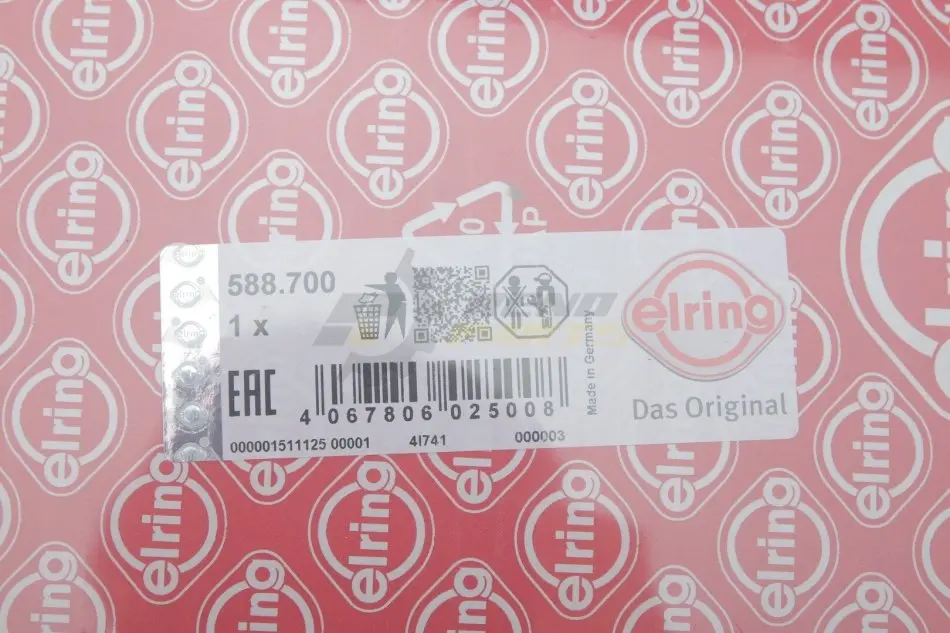 588.700
1 x
EAC
4 067806 025008
000001511125 00001 4I741 000003
Made in Germany
elring
Das Original